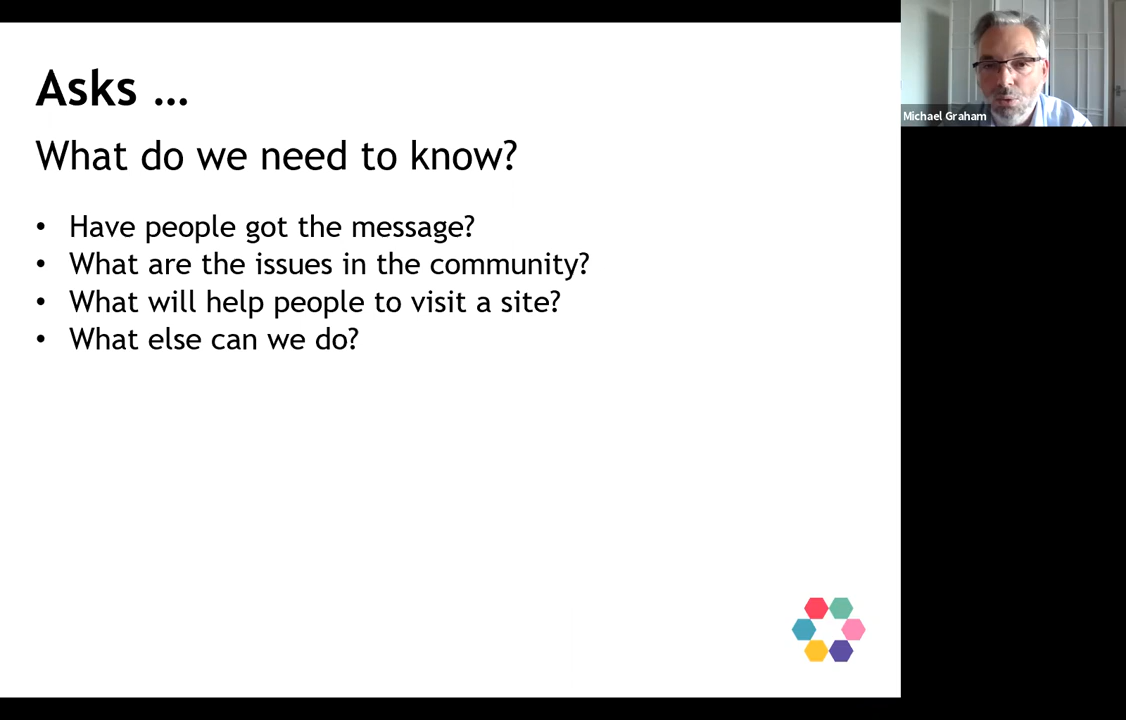 Asks ...
What do we need to know?
• Have people got the message?
• What are the issues in the community?
• What will help people to visit a site?
• What else can we do?
Michael Graham